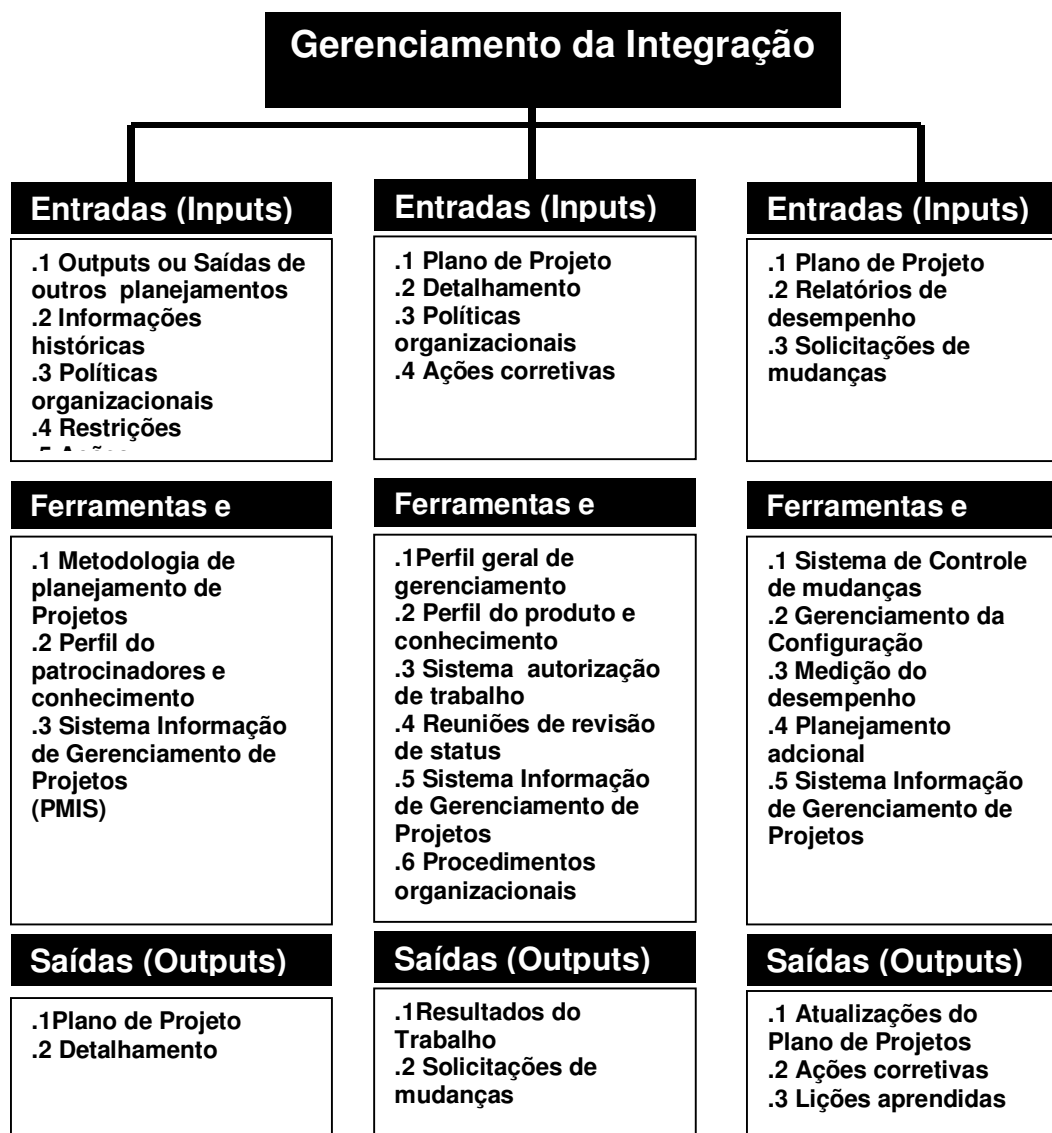 Gerenciamento da Integração
Entradas (Inputs)
.1 Outputs ou Saídas de
outros planejamentos
.2 Informações
históricas
.3 Políticas
organizacionais
.4 Restrições
Ferramentas e
.1 Metodologia de
planejamento de
Projetos
.2 Perfil do
patrocinadores e
conhecimento
.3 Sistema Informação
de Gerenciamento de
Projetos
(PMIS)
Saídas (Outputs)
.1Plano de Projeto
.2 Detalhamento
Entradas (Inputs)
.1 Plano de Projeto
.2 Detalhamento
.3 Políticas
organizacionais
.4 Ações corretivas
Ferramentas e
.1Perfil geral de
gerenciamento
.2 Perfil do produto e
conhecimento
.3 Sistema autorização
de trabalho
.4 Reuniões de revisão
de status
.5 Sistema Informação
de Gerenciamento de
Projetos
.6 Procedimentos
organizacionais
Saídas (Outputs)
.1Resultados do
Trabalho
.2 Solicitações de
mudanças
Entradas (Inputs)
.1 Plano de Projeto
.2 Relatórios de
desempenho
.3 Solicitações de
mudanças
Ferramentas e
.1 Sistema de Controle
de mudanças
.2 Gerenciamento da
Configuração
.3 Medição do
desempenho
.4 Planejamento
adcional
.5 Sistema Informação
de Gerenciamento de
Projetos
Saídas (Outputs)
.1 Atualizações do
Plano de Projetos
.2 Ações corretivas
.3 Lições aprendidas